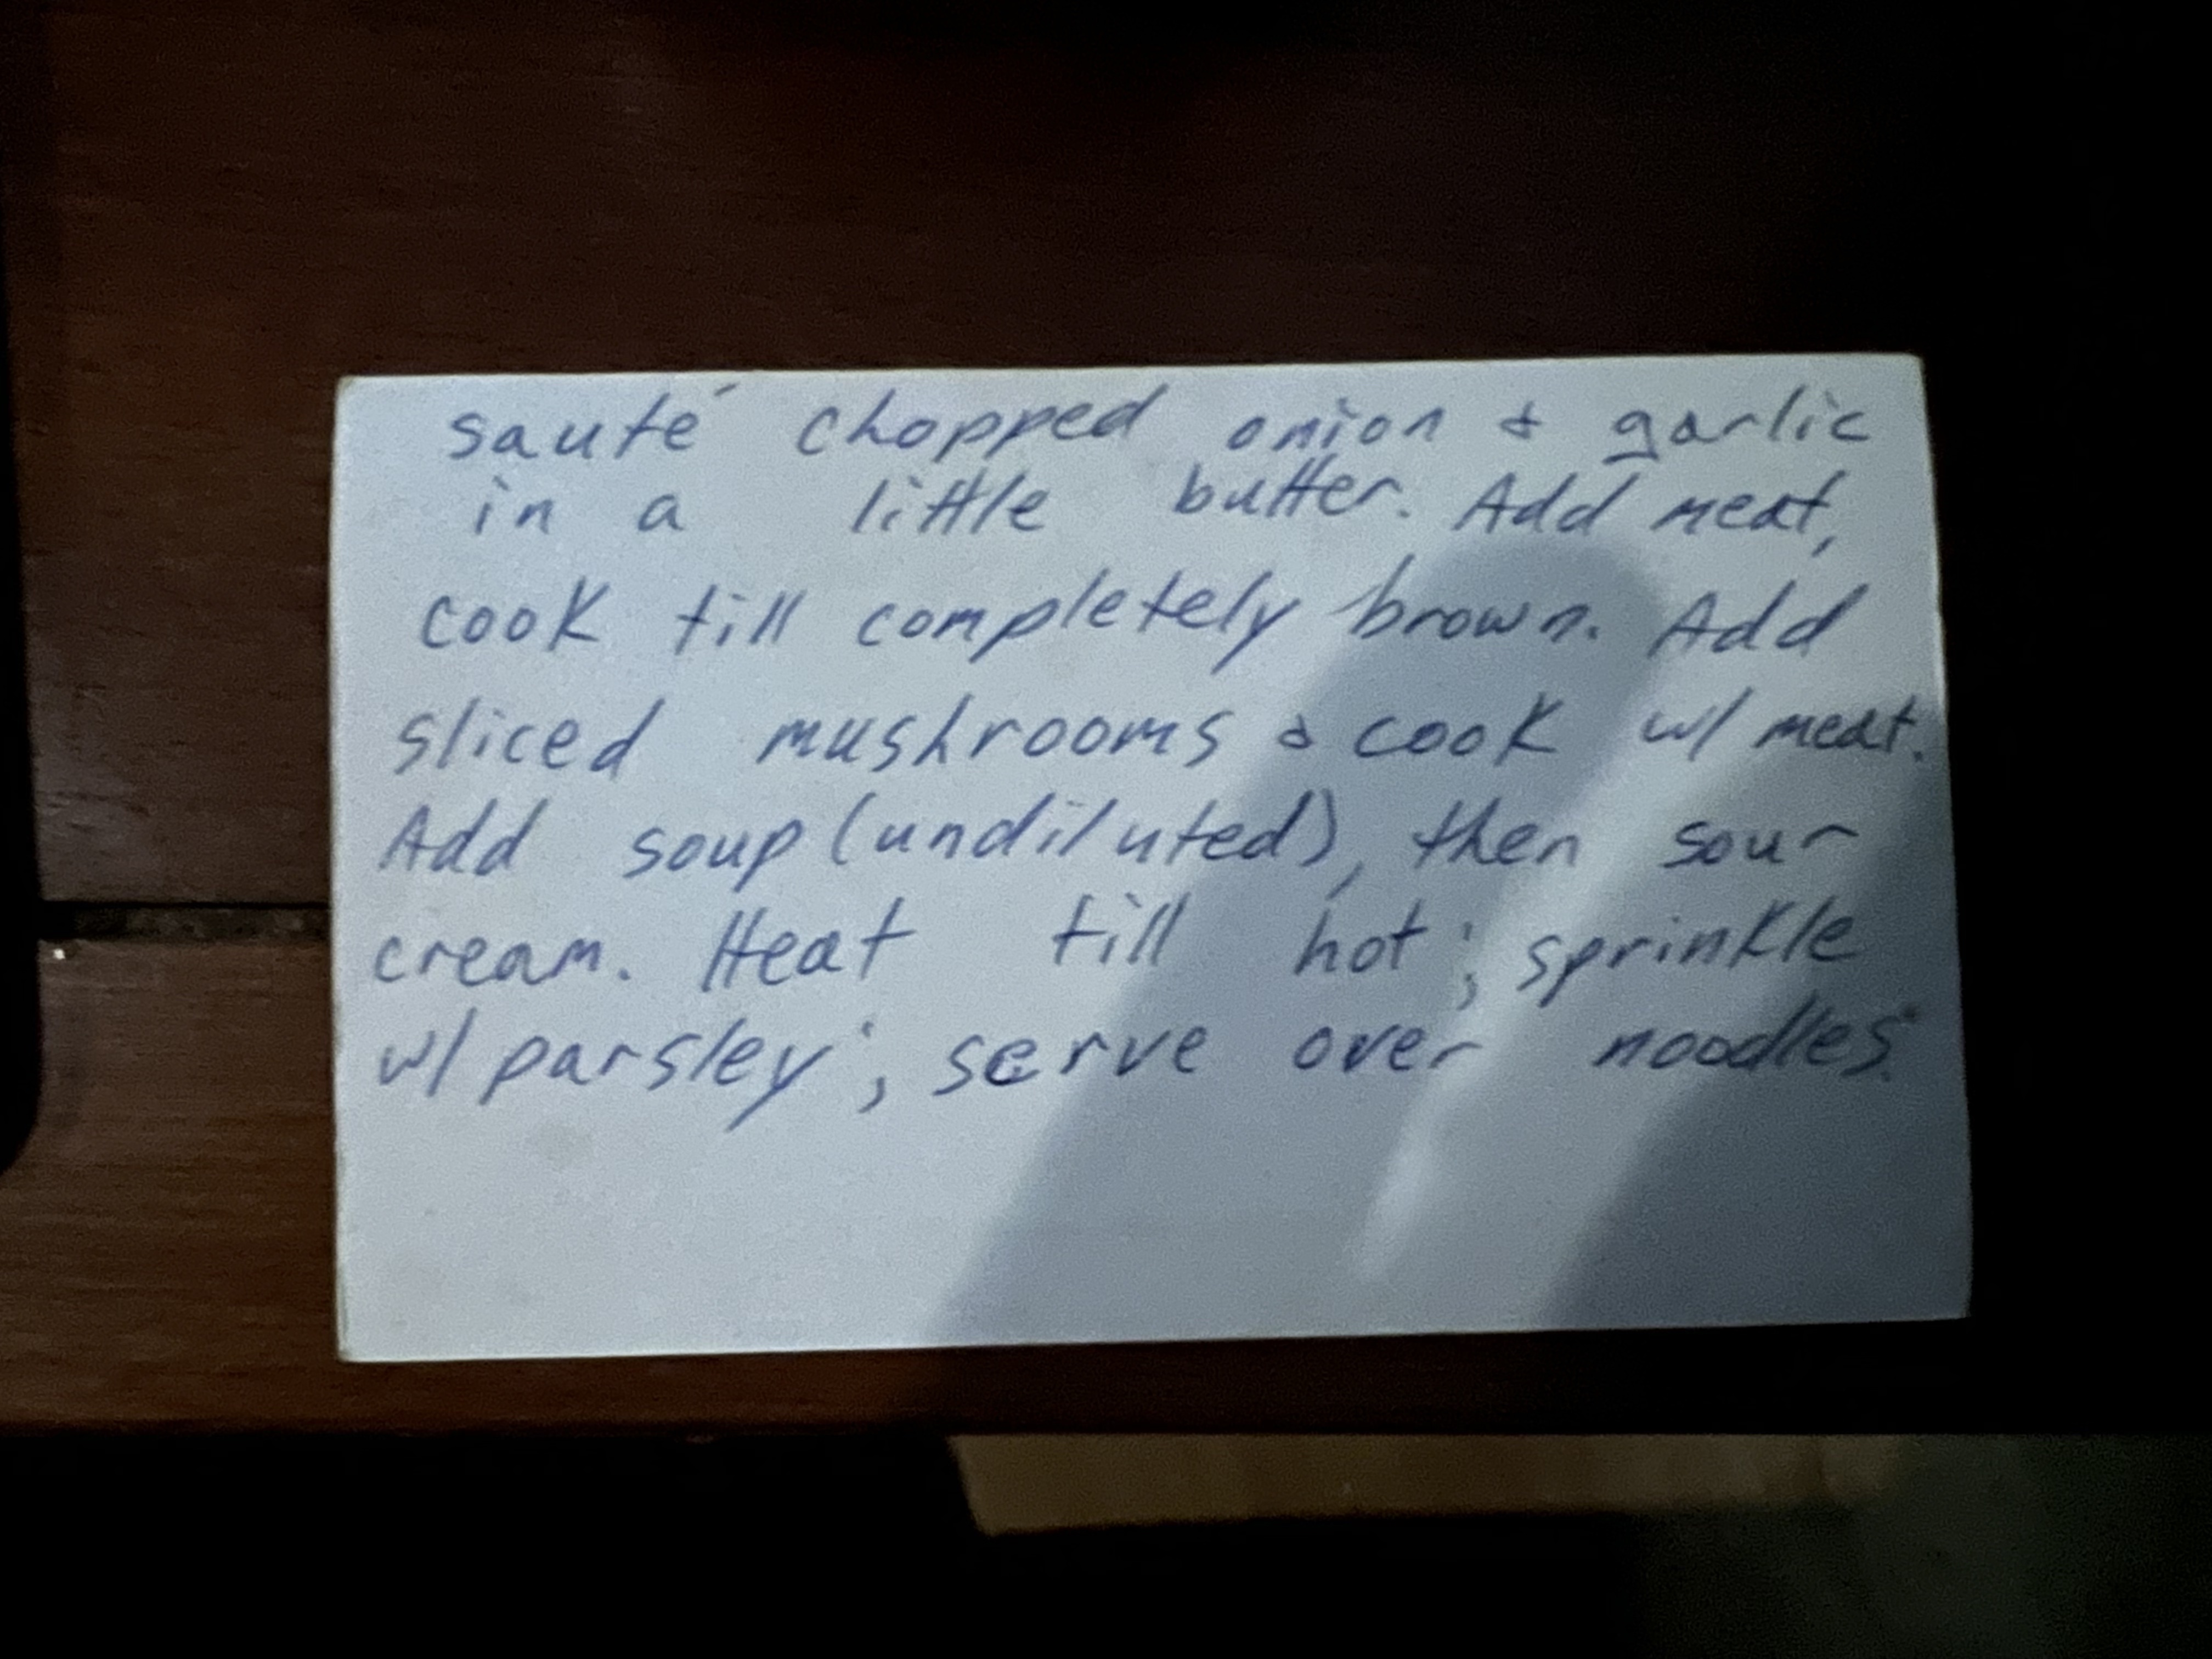 sauté chopped onion & garlic
in a little butter. Add meat,
cook till completely brown. Add
sliced mushrooms & cook w/ meat.
Add soup (undiluted), then sour
cream. Heat till hot; sprinkle
w/ parsley; serve over noodles.